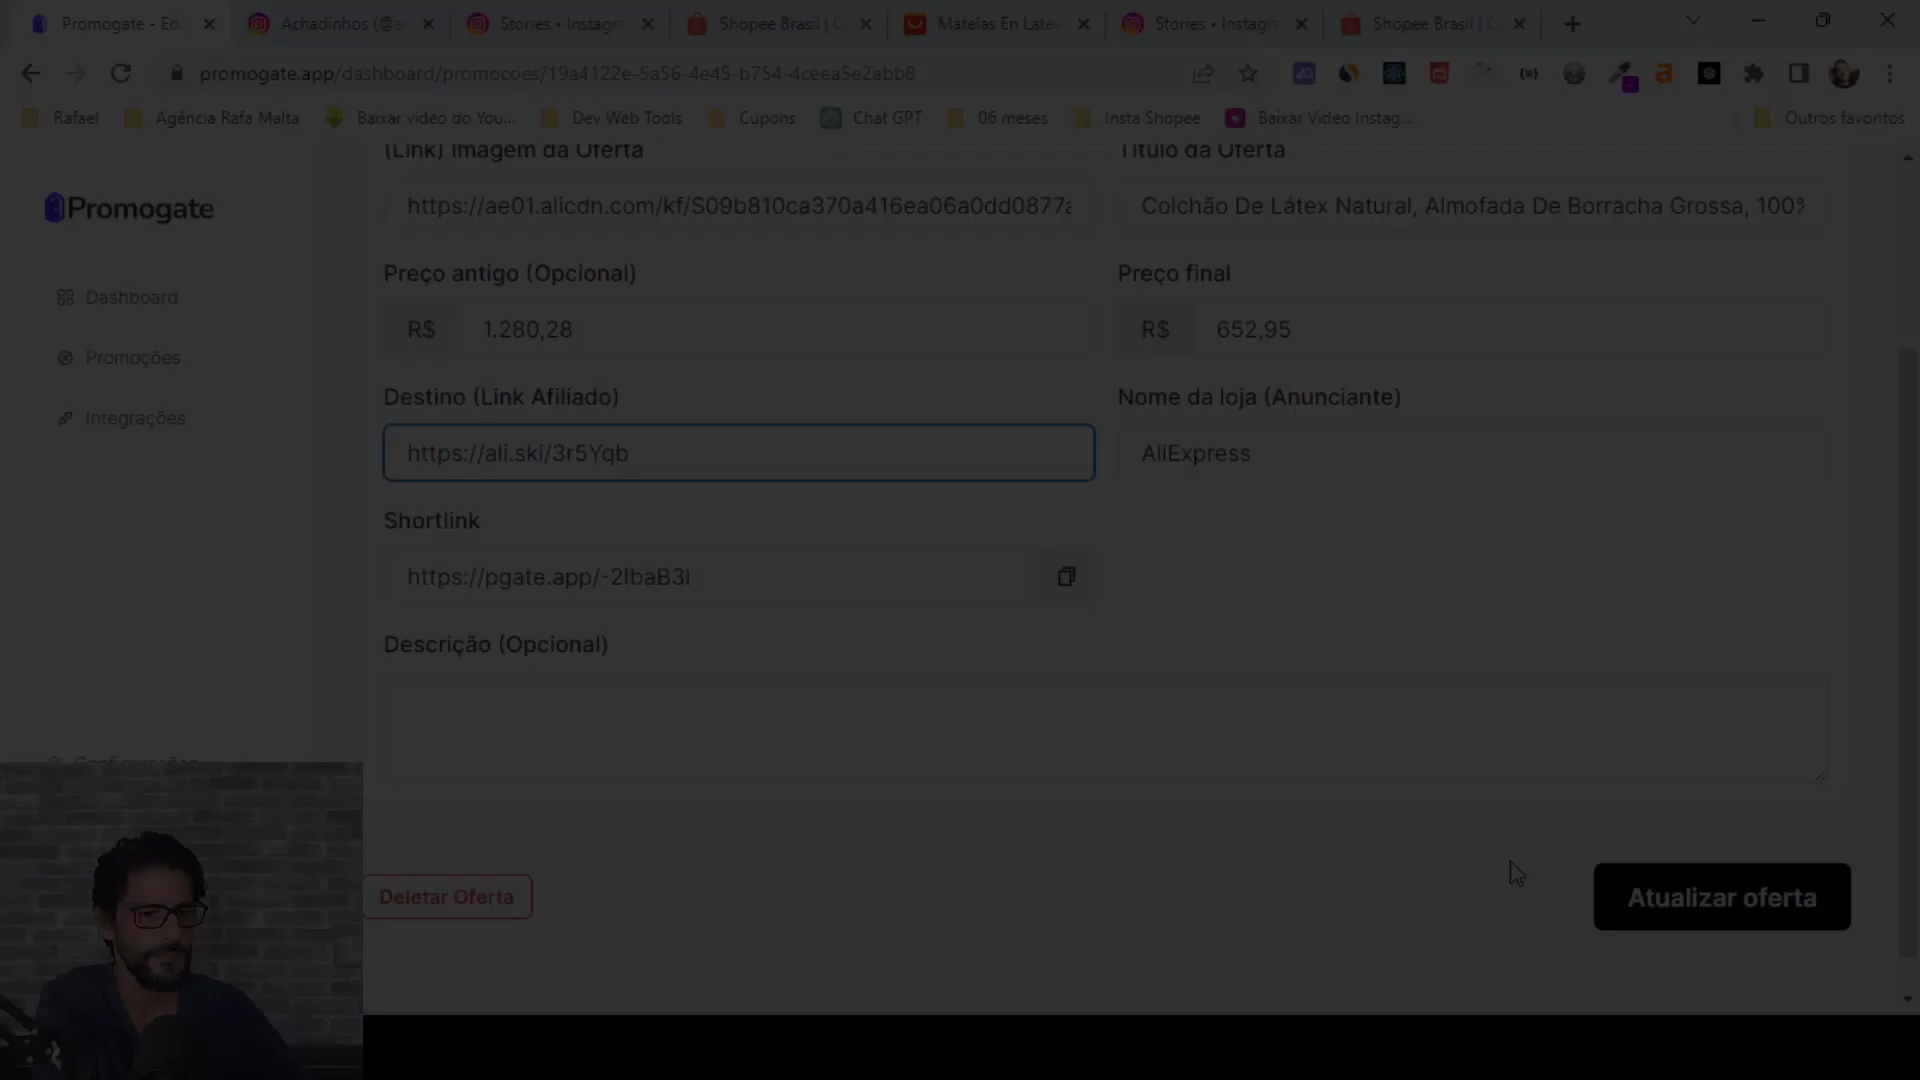 Promogate - Ed
Achadinhos (@a
Stories • Instagra
Shopee Brasil | C
Matelas En Late
Stories • Instagra
Shopee Brasil | C
promogate.app/dashboard/promocoes/19a4122e-5a56-4e45-b754-4ceea5e2abb8
Rafael
Agência Rafa Malta
Baixar video do You...
Dev Web Tools
Cupons
Chat GPT
06 meses
Insta Shopee
Baixar Video Instag...
Outros favoritos
Promogate
Dashboard
Promoções
Integrações
Configurações
(Link) Imagem da Oferta
Título da Oferta
https://ae01.alicdn.com/kf/S09b810ca370a416ea06a0dd0877a
Colchão De Látex Natural, Almofada De Borracha Grossa, 100%
Preço antigo (Opcional)
Preço final
R$ 1.280,28
R$ 652,95
Destino (Link Afiliado)
Nome da loja (Anunciante)
https://ali.ski/3r5Yqb
AliExpress
Shortlink
https://pgate.app/-2IbaB3l
Descrição (Opcional)
Deletar Oferta
Atualizar oferta